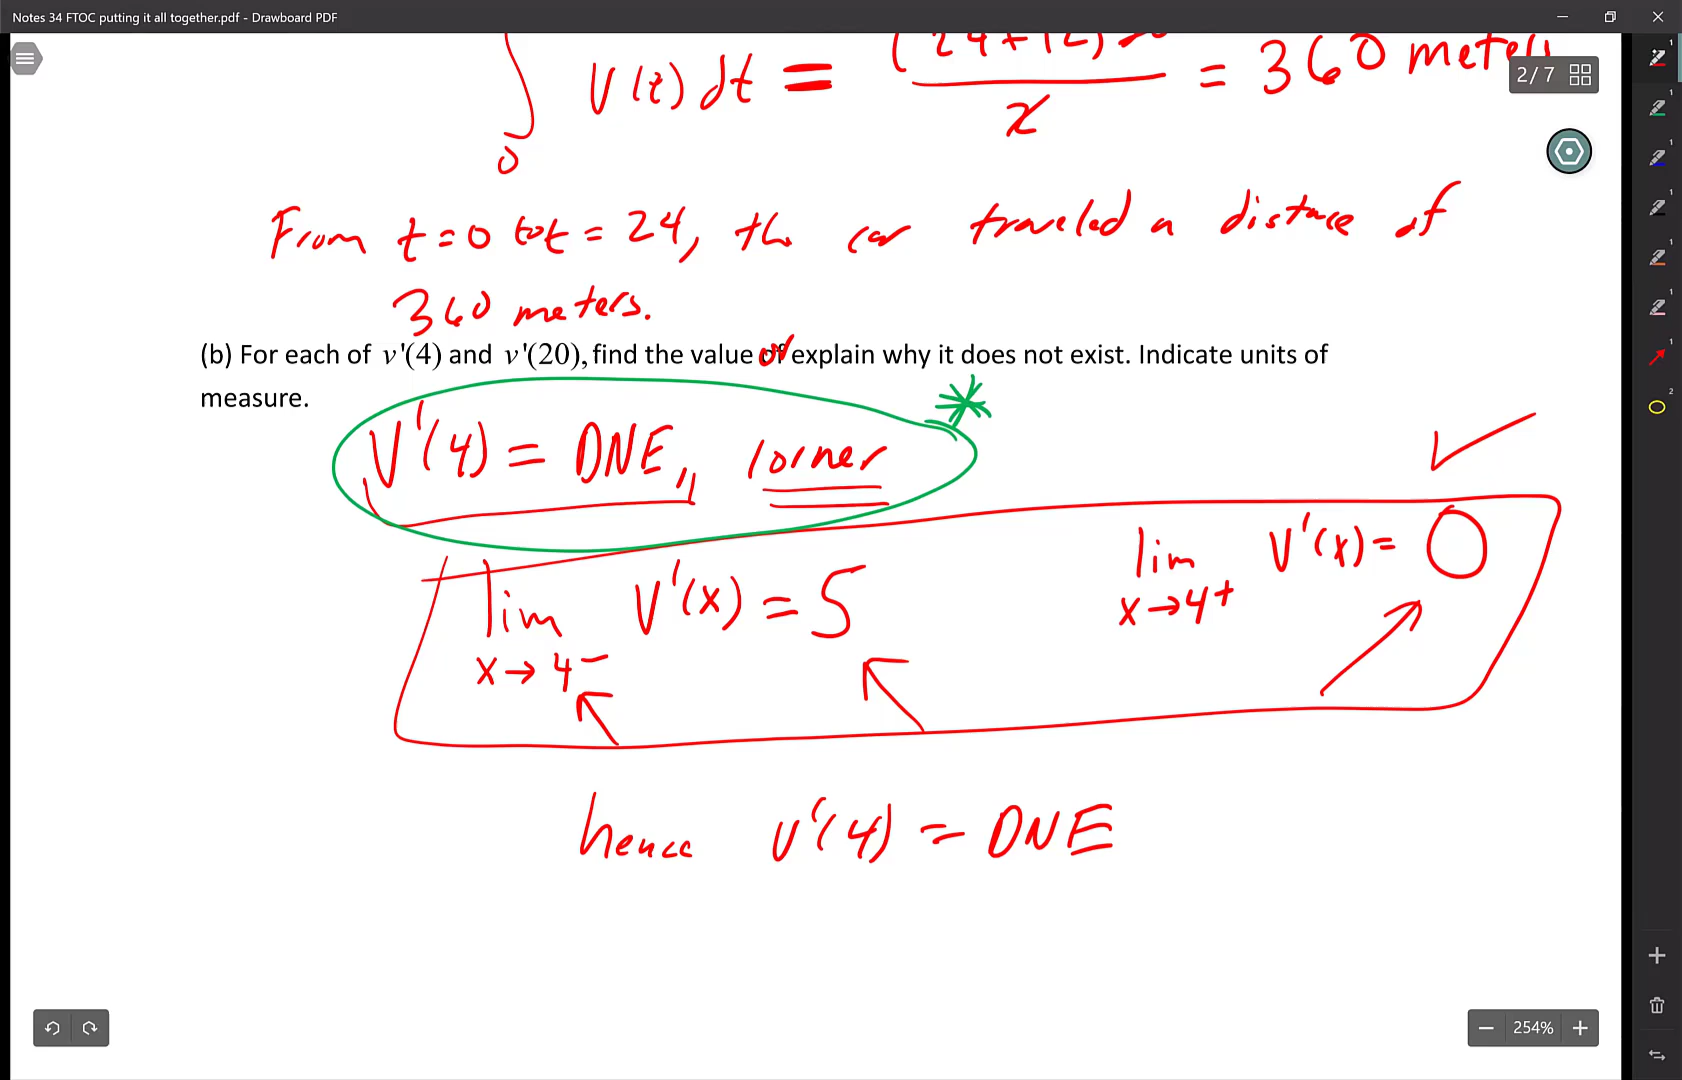 Notes 34 FTOC putting it all together.pdf - Drawboard PDF
2 / 7
∫ V(t) dt = (24+12) / 2 = 360 meters
0
From t=0 to t=24, the car traveled a distance of
360 meters.
(b) For each of v'(4) and v'(20), find the value or explain why it does not exist. Indicate units of
measure.
V'(4) = DNE, corner
lim V'(x) = 5
x→4⁻
lim V'(x) = 0
x→4+
hence v'(4) = DNE
254%